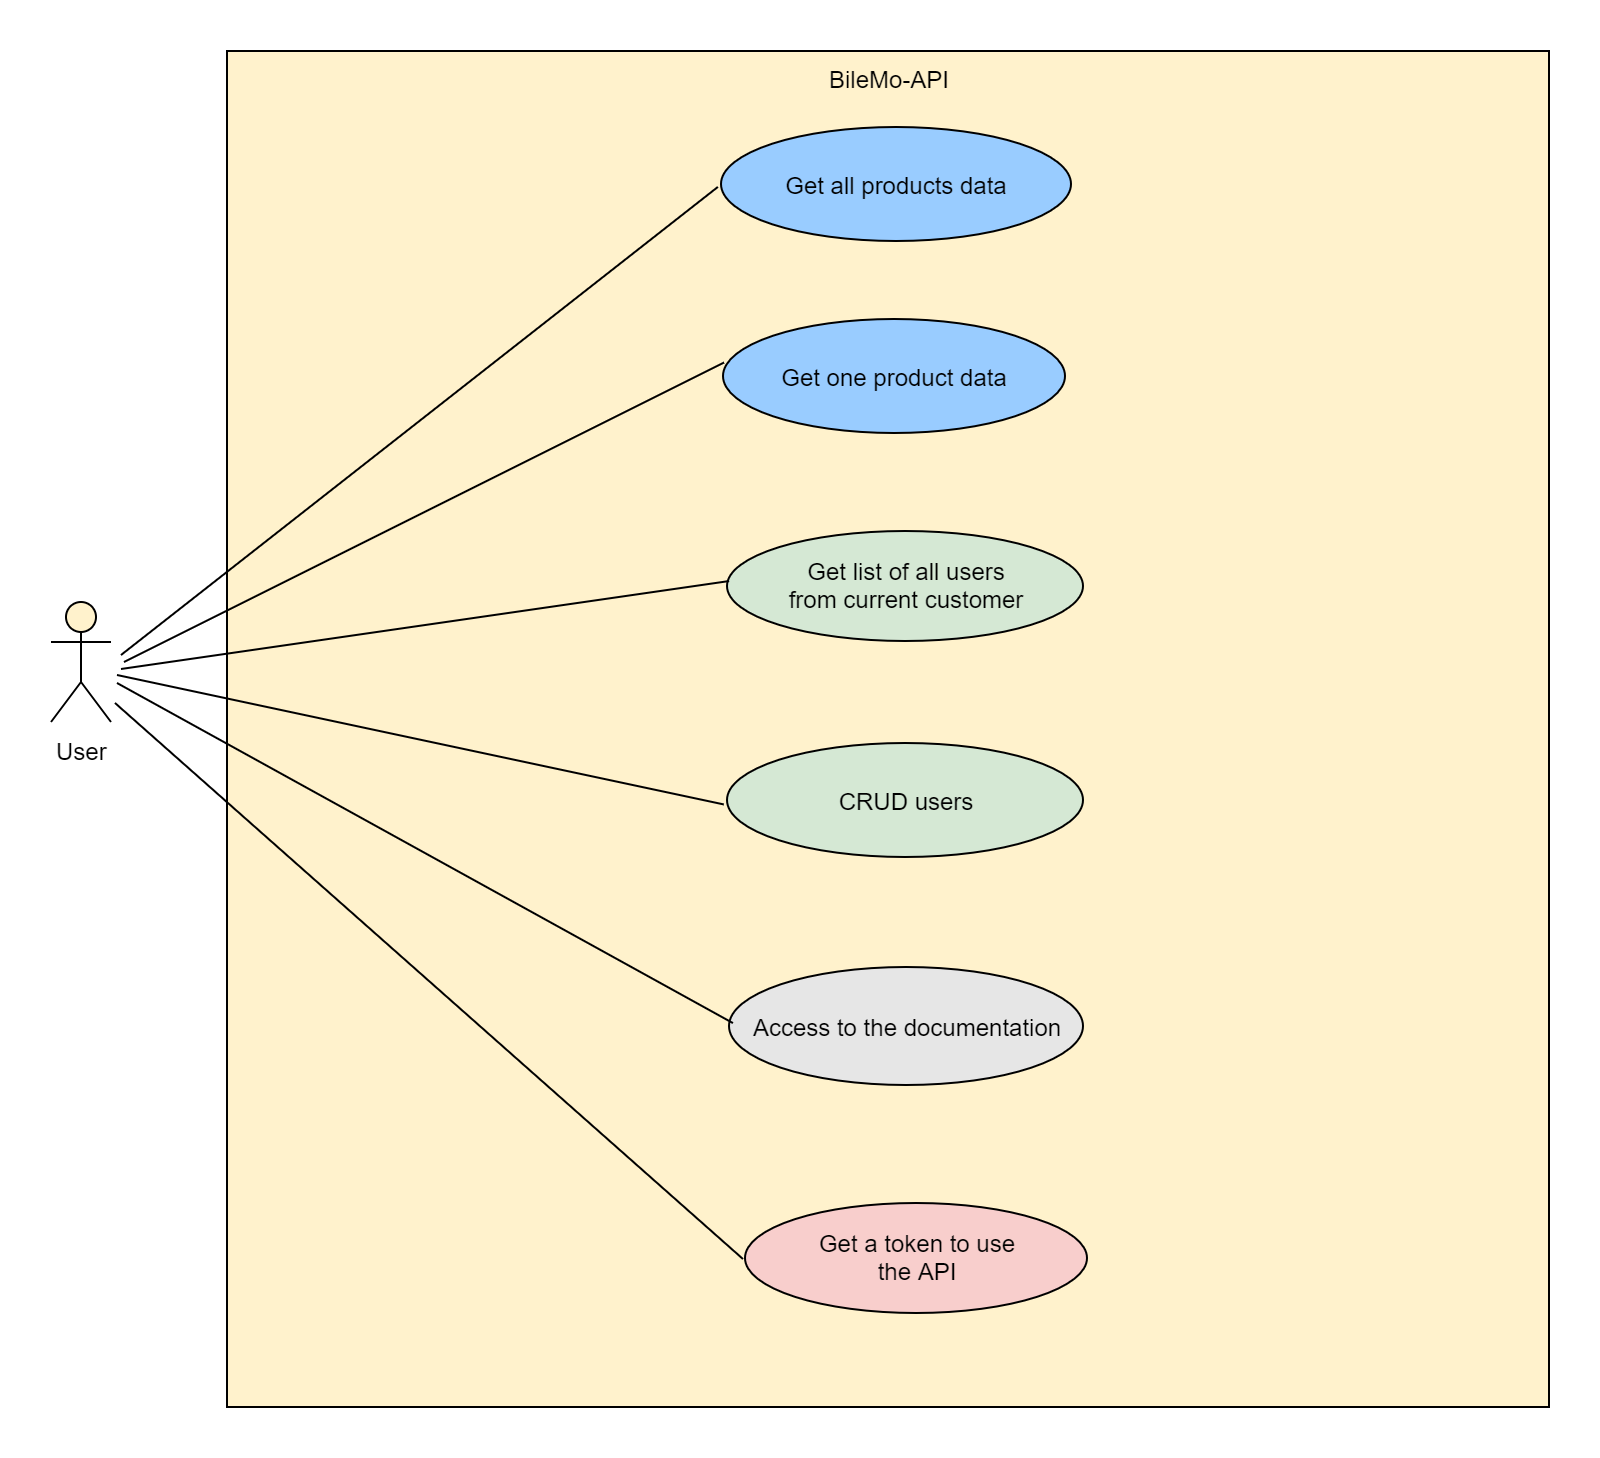 BileMo-API
Get all products data
Get one product data
Get list of all users
from current customer
User
CRUD users
Access to the documentation
Get a token to use
the API